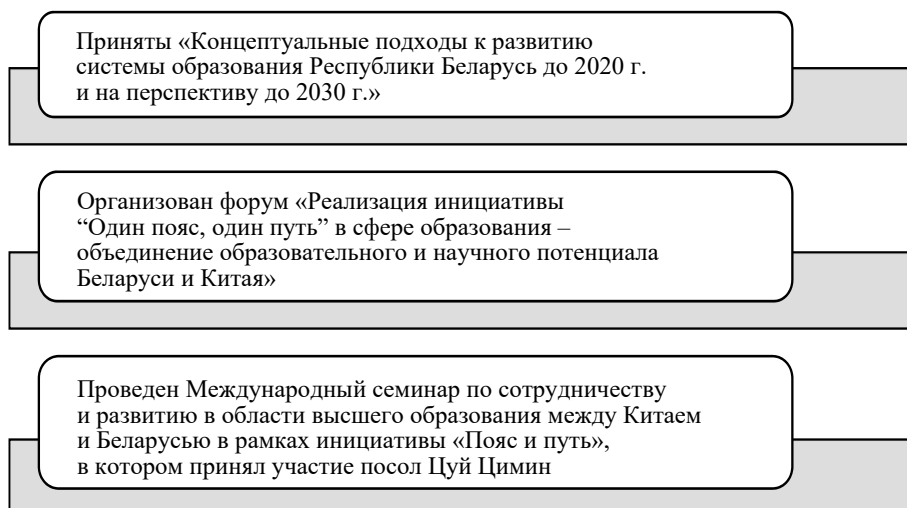 Приняты «Концептуальные подходы к развитию
системы образования Республики Беларусь до 2020 г.
и на перспективу до 2030 г.»
Организован форум «Реализация инициативы
“Один пояс, один путь” в сфере образования –
объединение образовательного и научного потенциала
Беларуси и Китая»
Проведен Международный семинар по сотрудничеству
и развитию в области высшего образования между Китаем
и Беларусью в рамках инициативы «Пояс и путь»,
в котором принял участие посол Цуй Цимин